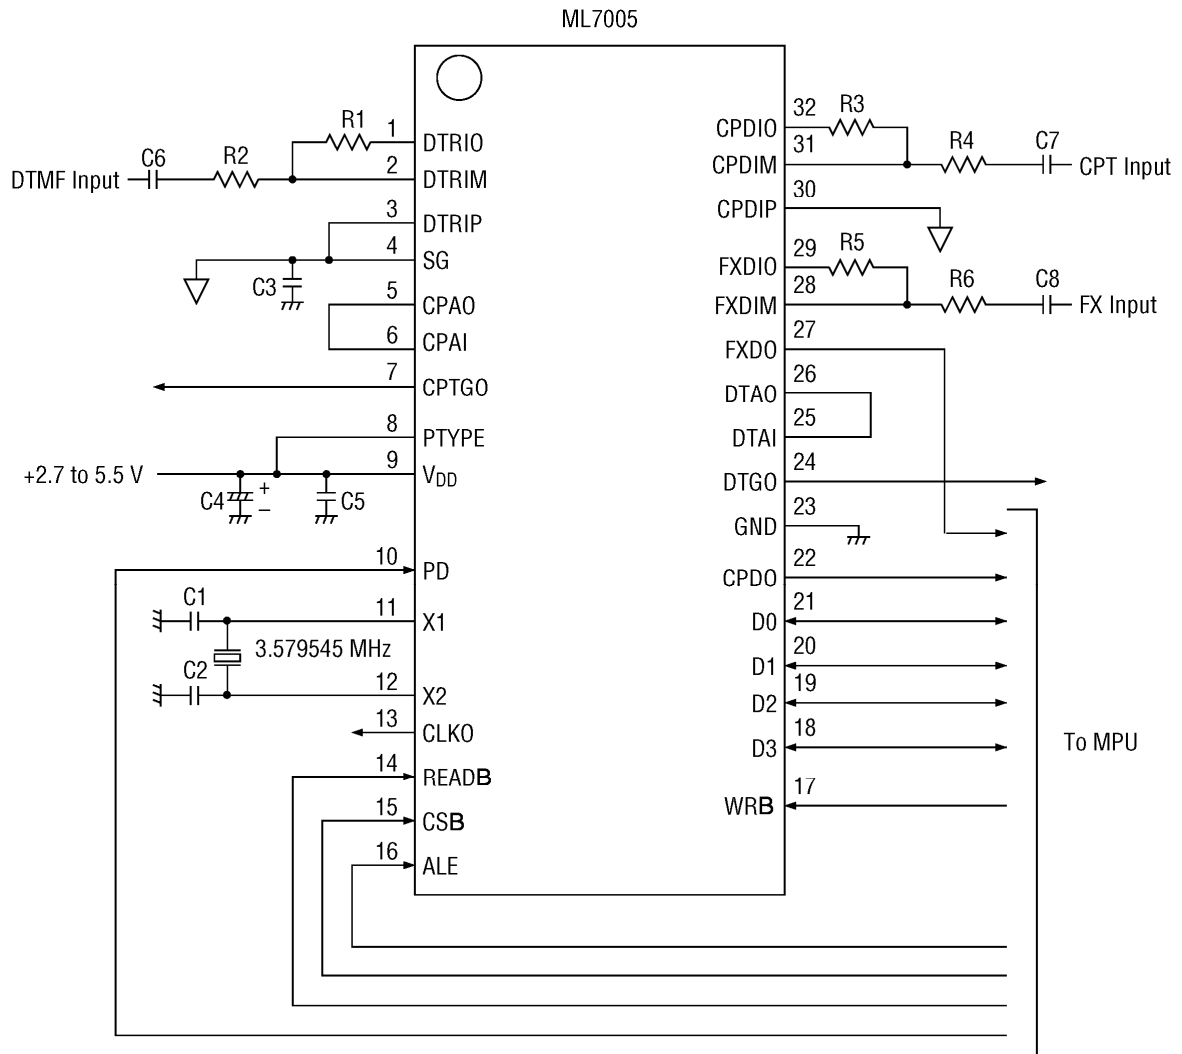 ML7005
R1
1
DTRIO
DTMF Input
C6
R2
2
DTRIM
3
DTRIP
4
SG
C3
5
CPAO
6
CPAI
7
CPTGO
8
PTYPE
+2.7 to 5.5 V
9
VDD
C4
+
–
C5
10
PD
C1
11
X1
3.579545 MHz
C2
12
X2
13
CLKO
14
READB
15
CSB
16
ALE
32
R3
CPDIO
31
CPDIM
R4
C7
CPT Input
30
CPDIP
29
R5
FXDIO
28
FXDIM
R6
C8
FX Input
27
FXDO
26
DTAO
25
DTAI
24
DTGO
23
GND
22
CPDO
21
D0
20
D1
19
D2
18
D3
To MPU
17
WRB